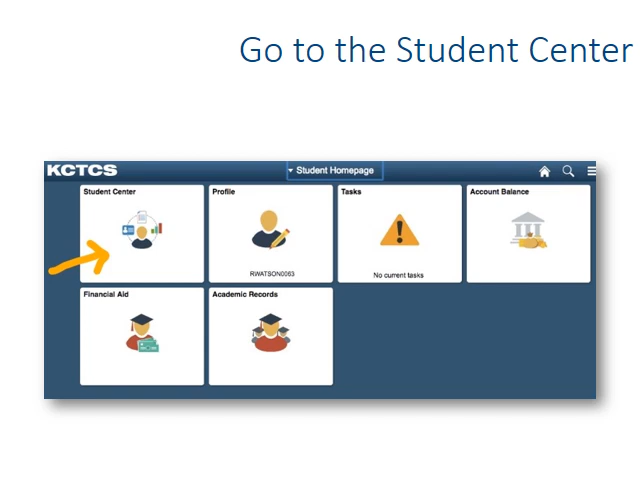 Go to the Student Center
KCTCS
Student Homepage
Student Center
Profile
Tasks
Account Balance
RWATSON0063
No current tasks
Financial Aid
Academic Records